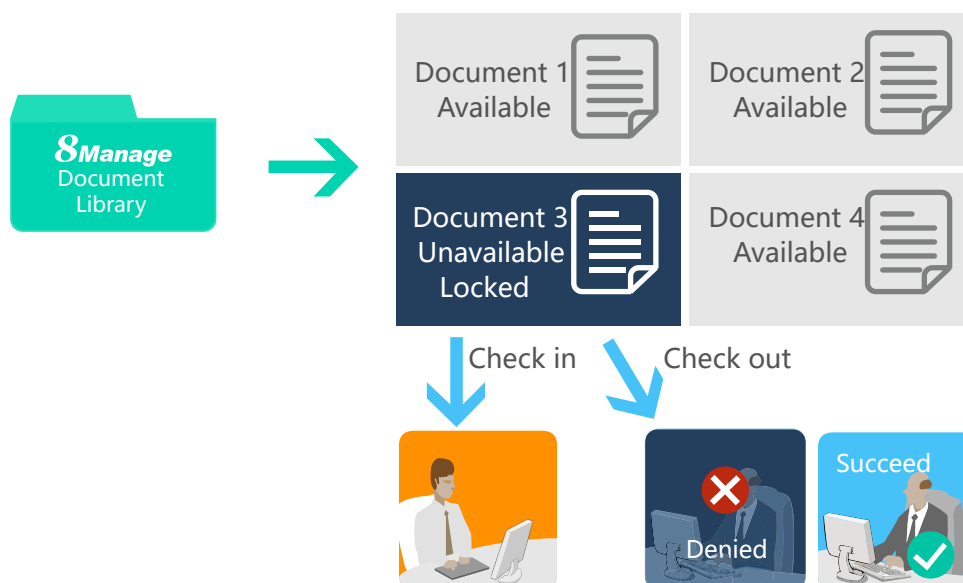 8Manage
Document
Library
Document 1
Available
Document 2
Available
Document 3
Unavailable
Locked
Document 4
Available
Check in
Check out
Denied
Succeed